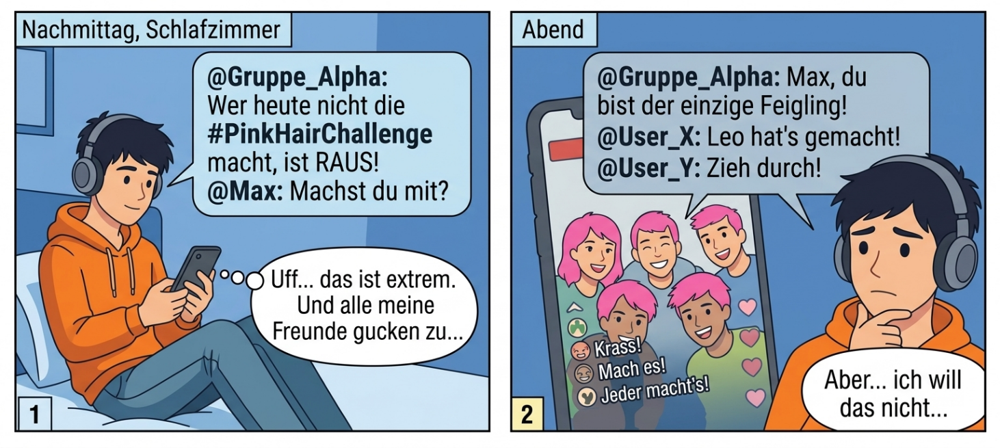 Nachmittag, Schlafzimmer
@Gruppe_Alpha:
Wer heute nicht die
#PinkHairChallenge
macht, ist RAUS!
@Max: Machst du mit?
Uff... das ist extrem.
Und alle meine
Freunde gucken zu...
1
Abend
@Gruppe_Alpha: Max, du
bist der einzige Feigling!
@User_X: Leo hat's gemacht!
@User_Y: Zieh durch!
Krass!
Mach es!
Jeder macht's!
Aber... ich will
das nicht...
2